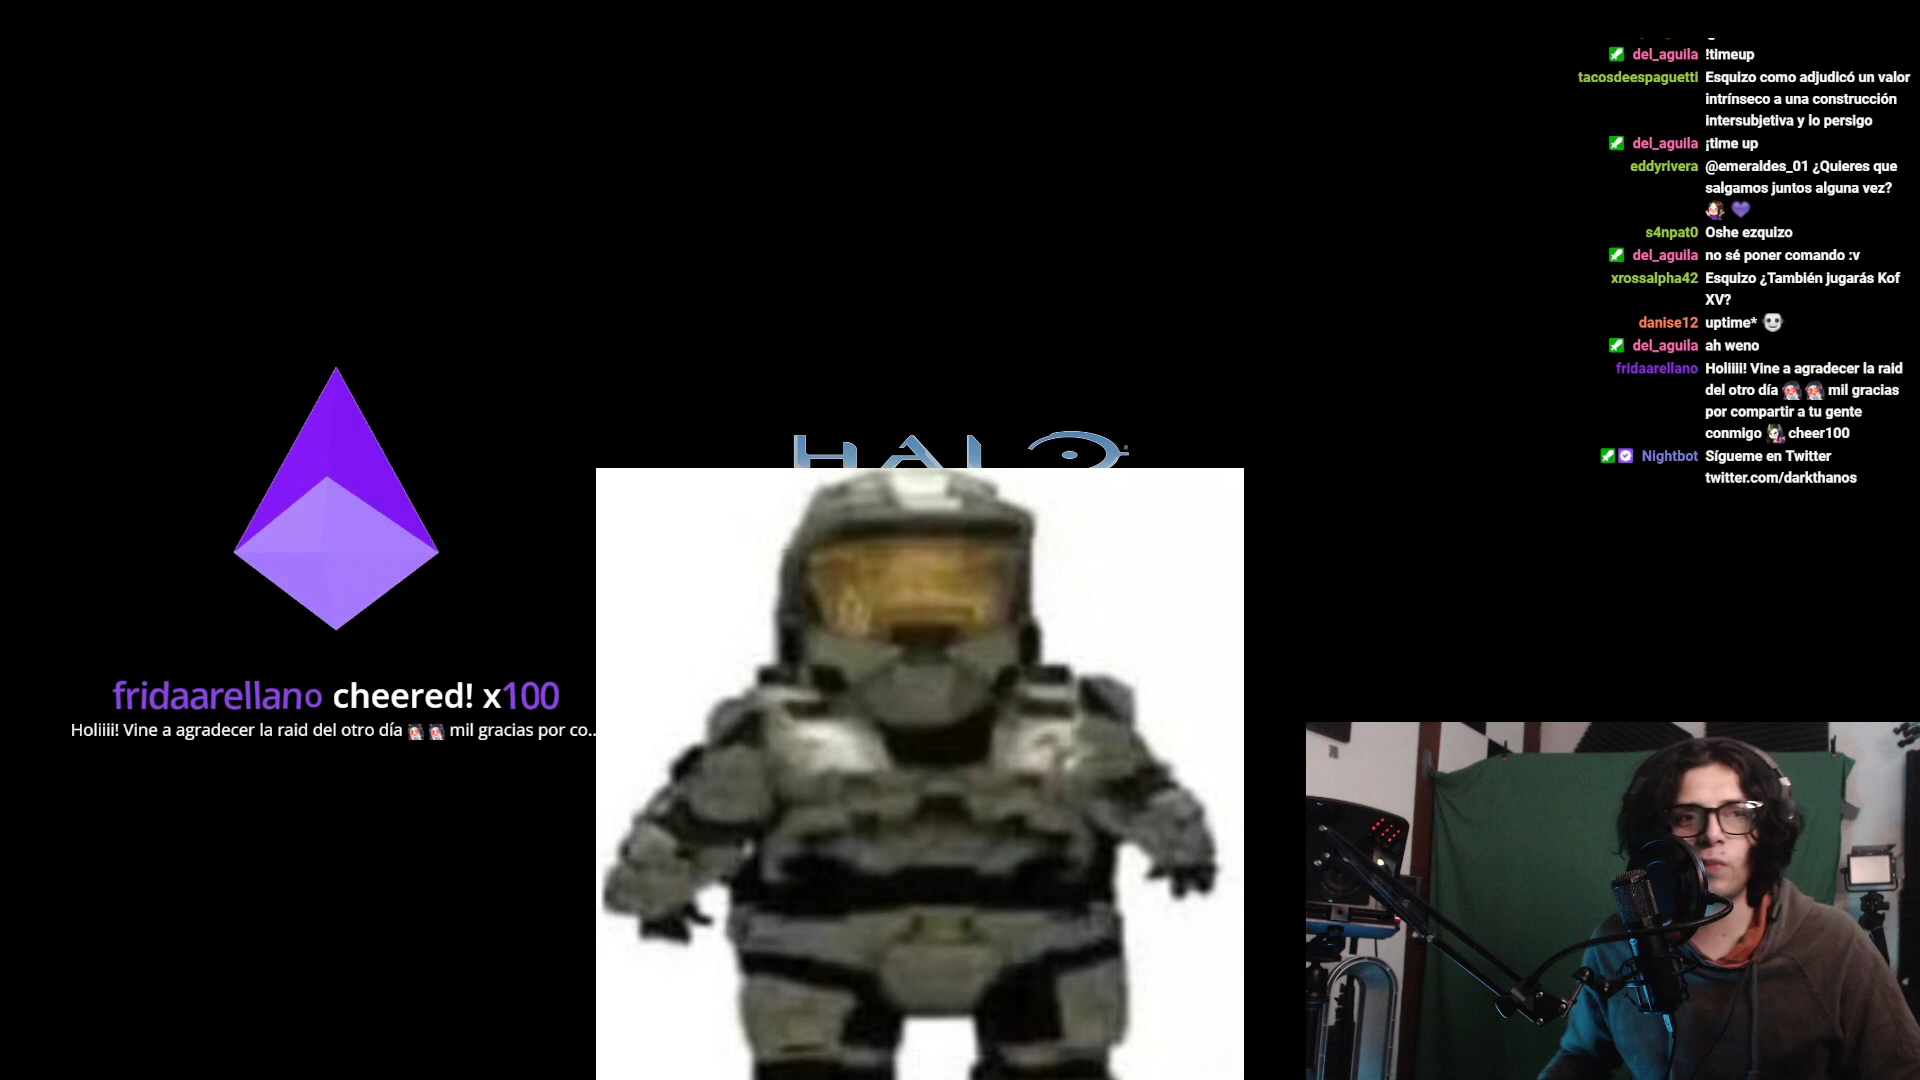 del_aguila !timeup
tacosdeespaguetti Esquizo como adjudicó un valor
intrínseco a una construcción
intersubjetiva y lo persigo
del_aguila ¡time up
eddyrivera @emeraldes_01 ¿Quieres que
salgamos juntos alguna vez?
s4npat0 Oshe ezquizo
del_aguila no sé poner comando :v
xrossalpha42 Esquizo ¿También jugarás Kof
XV?
danise12 uptime*
del_aguila ah weno
fridaarellano Holiiii! Vine a agradecer la raid
del otro día mil gracias
por compartir a tu gente
conmigo cheer100
Nightbot Sígueme en Twitter
twitter.com/darkthanos
HALO
fridaarellano cheered! x100
Holiiii! Vine a agradecer la raid del otro día mil gracias por co..